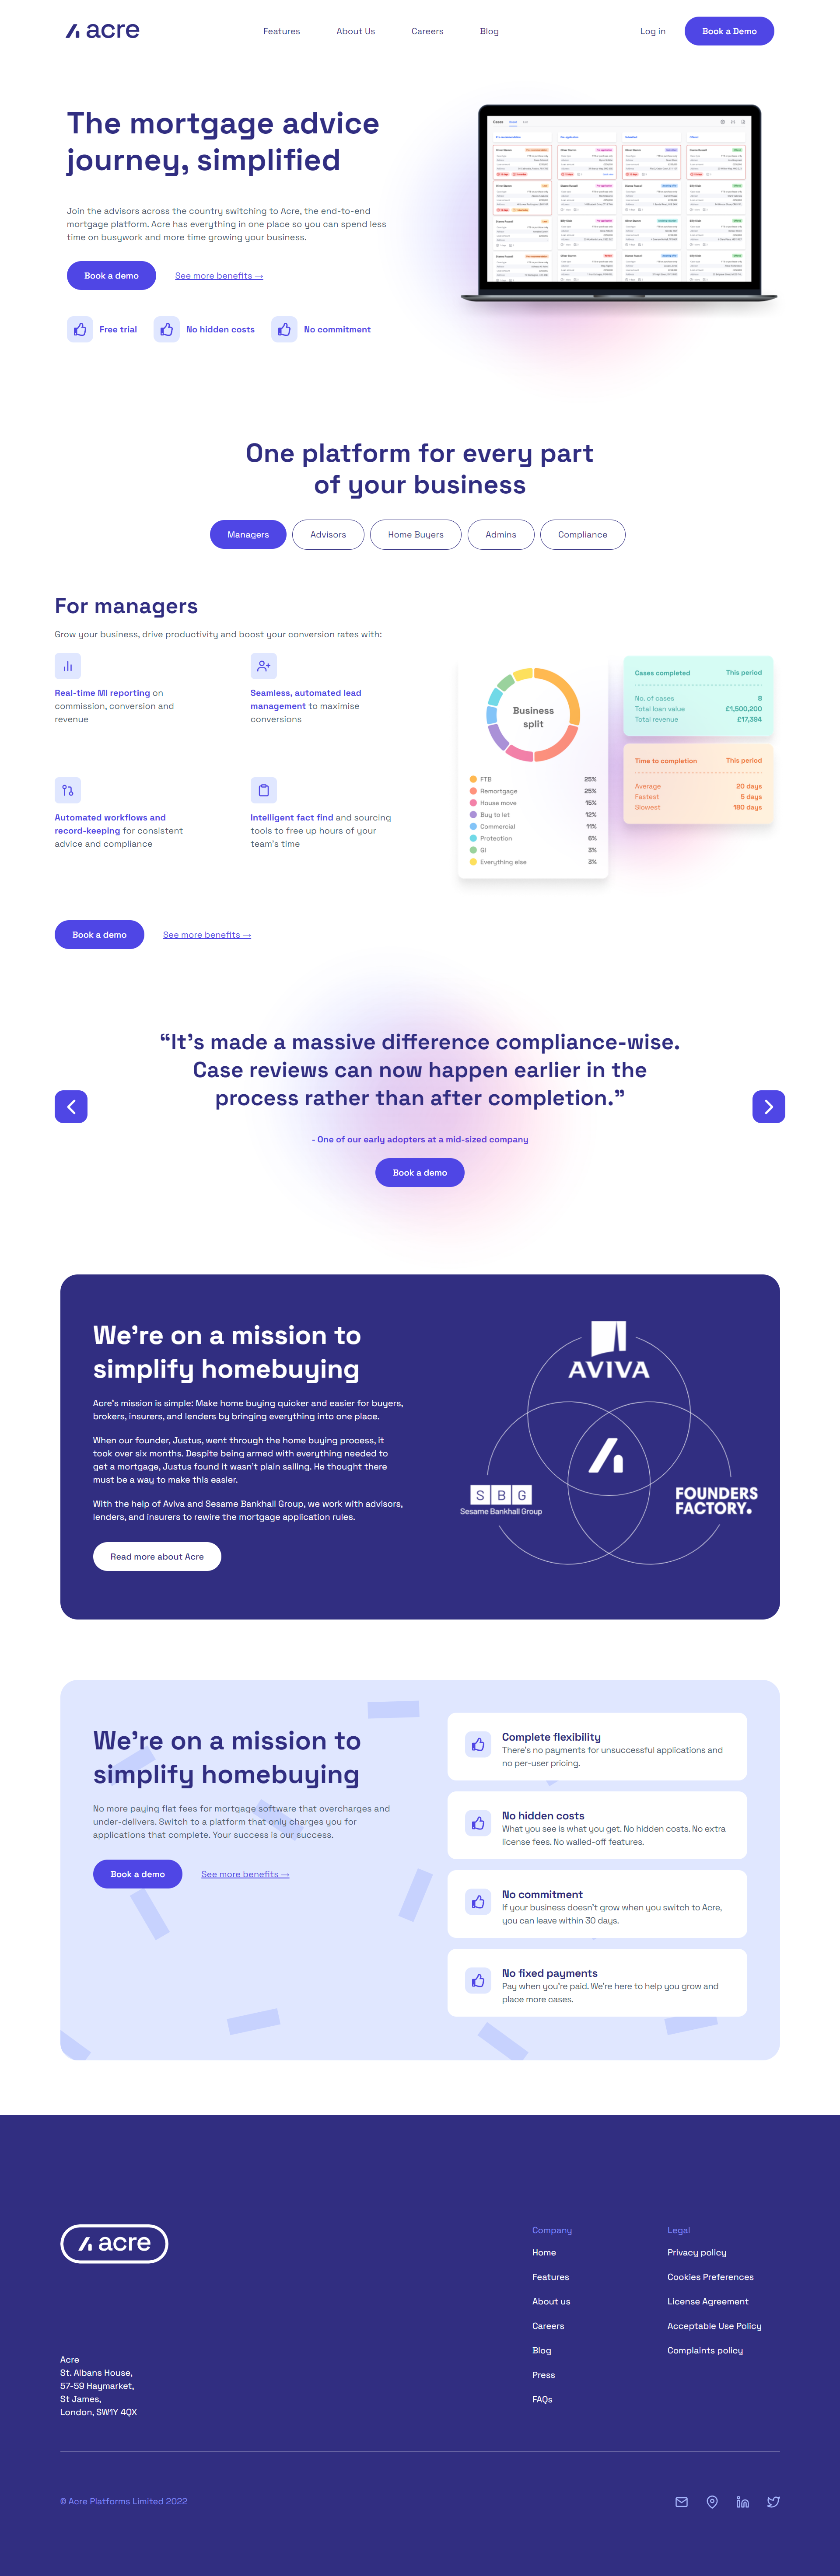 acre
Features
About Us
Careers
Blog
Log in
Book a Demo
The mortgage advice
journey, simplified
Join the advisors across the country switching to Acre, the end-to-end
mortgage platform. Acre has everything in one place so you can spend less
time on busywork and more time growing your business.
Book a demo
See more benefits →
Free trial
No hidden costs
No commitment
One platform for every part
of your business
Managers
Advisors
Home Buyers
Admins
Compliance
For managers
Grow your business, drive productivity and boost your conversion rates with:
Real-time MI reporting on
commission, conversion and
revenue
Seamless, automated lead
management to maximise
conversions
Automated workflows and
record-keeping for consistent
advice and compliance
Intelligent fact find and sourcing
tools to free up hours of your
team's time
Business
split
FTB 25%
Remortgage 25%
House move 15%
Buy to let 12%
Commercial 11%
Protection 6%
GI 3%
Everything else 3%
Cases completed This period
No. of cases 8
Total loan value £1,500,200
Total revenue £17,394
Time to completion This period
Average 20 days
Fastest 5 days
Slowest 180 days
Book a demo
See more benefits →
“It’s made a massive difference compliance-wise.
Case reviews can now happen earlier in the
process rather than after completion.”
- One of our early adopters at a mid-sized company
Book a demo
We’re on a mission to
simplify homebuying
Acre’s mission is simple: Make home buying quicker and easier for buyers,
brokers, insurers, and lenders by bringing everything into one place.
When our founder, Justus, went through the home buying process, it
took over six months. Despite being armed with everything needed to
get a mortgage, Justus found it wasn’t plain sailing. He thought there
must be a way to make this easier.
With the help of Aviva and Sesame Bankhall Group, we work with advisors,
lenders, and insurers to rewire the mortgage application rules.
Read more about Acre
AVIVA
SBG
Sesame Bankhall Group
FOUNDERS
FACTORY.
We’re on a mission to
simplify homebuying
No more paying flat fees for mortgage software that overcharges and
under-delivers. Switch to a platform that only charges you for
applications that complete. Your success is our success.
Book a demo
See more benefits →
Complete flexibility
There’s no payments for unsuccessful applications and
no per-user pricing.
No hidden costs
What you see is what you get. No hidden costs. No extra
license fees. No walled-off features.
No commitment
If your business doesn’t grow when you switch to Acre,
you can leave within 30 days.
No fixed payments
Pay when you’re paid. We’re here to help you grow and
place more cases.
acre
Acre
St. Albans House,
57-59 Haymarket,
St James,
London, SW1Y 4QX
Company
Home
Features
About us
Careers
Blog
Press
FAQs
Legal
Privacy policy
Cookies Preferences
License Agreement
Acceptable Use Policy
Complaints policy
© Acre Platforms Limited 2022